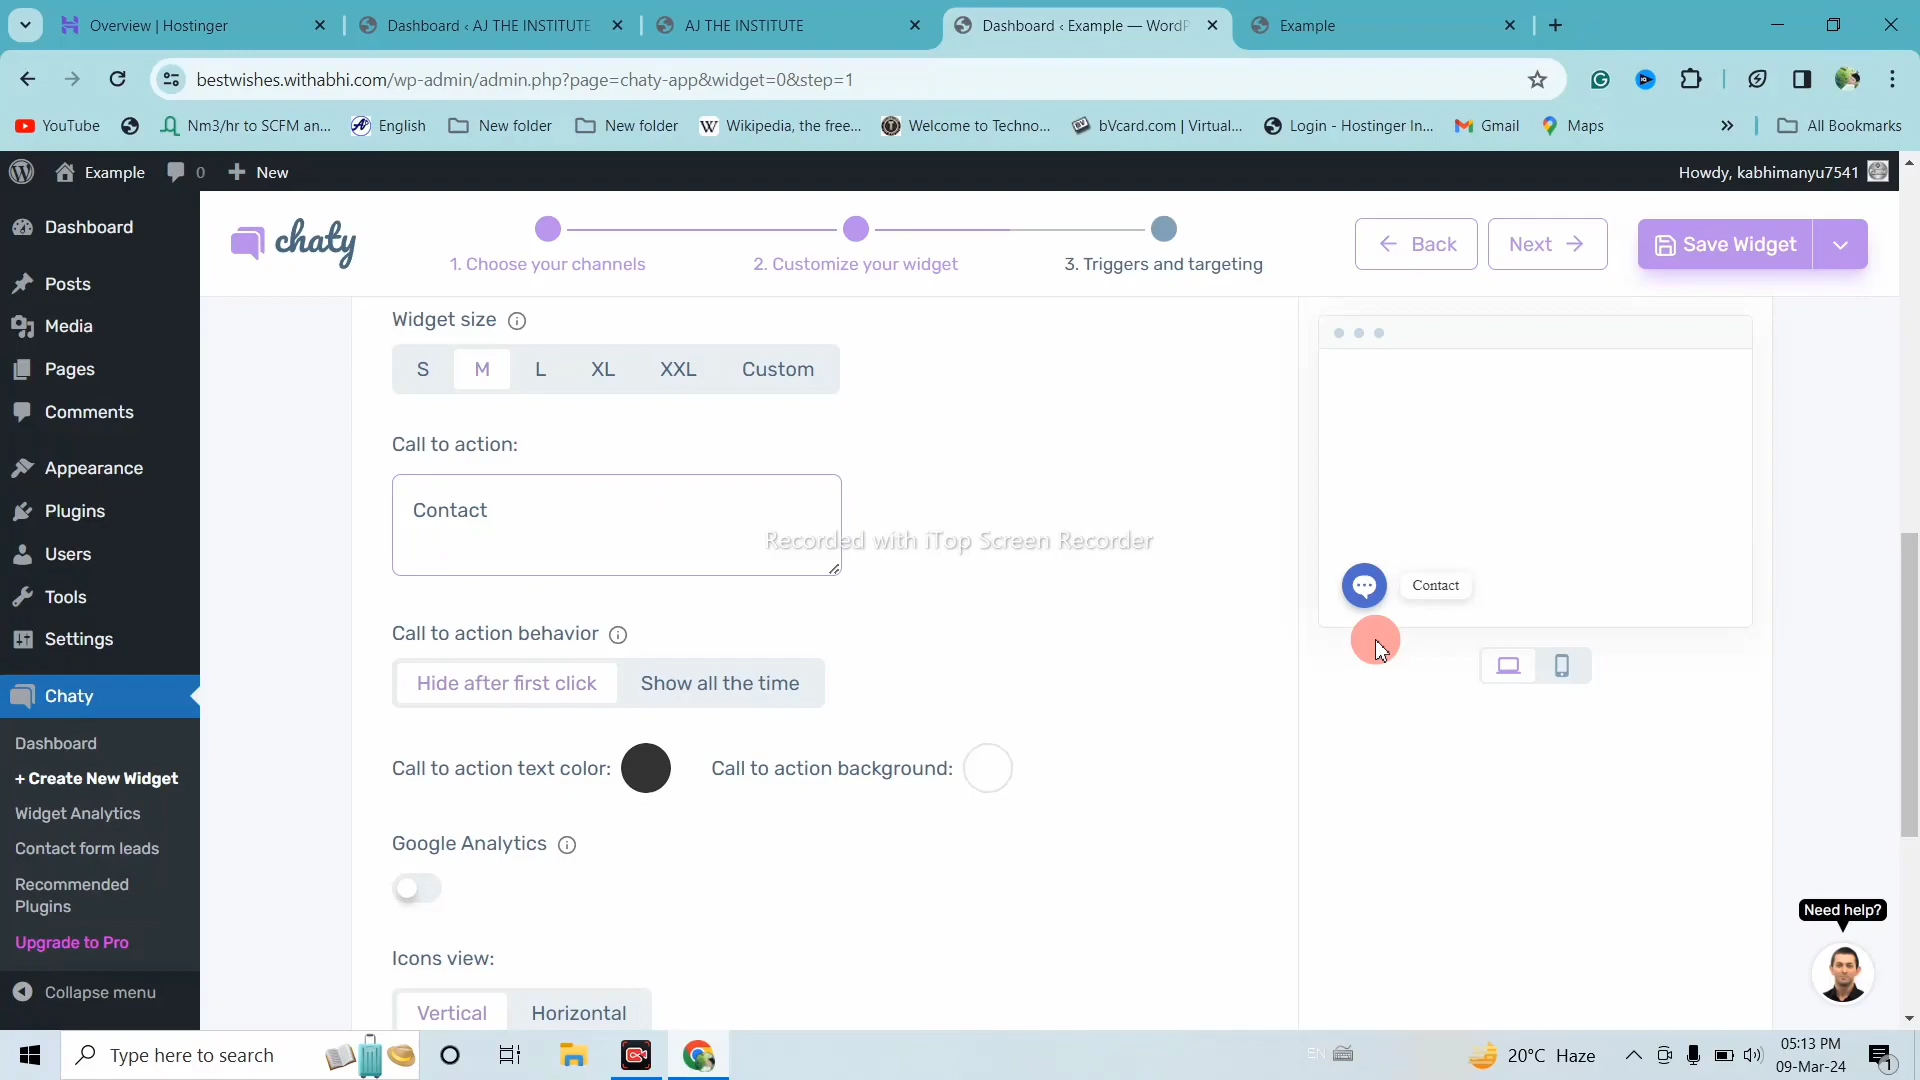 Overview | Hostinger
Dashboard ‹ AJ THE INSTITUTE
AJ THE INSTITUTE
Dashboard ‹ Example — WordP
Example
bestwishes.withabhi.com/wp-admin/admin.php?page=chaty-app&widget=0&step=1
YouTube
Nm3/hr to SCFM an...
English
New folder
New folder
Wikipedia, the free...
Welcome to Techno...
bVcard.com | Virtual...
Login - Hostinger In...
Gmail
Maps
All Bookmarks
Example
0
New
Howdy, kabhimanyu7541
Dashboard
Posts
Media
Pages
Comments
Appearance
Plugins
Users
Tools
Settings
Chaty
Dashboard
+ Create New Widget
Widget Analytics
Contact form leads
Recommended
Plugins
Upgrade to Pro
Collapse menu
chaty
1. Choose your channels
2. Customize your widget
3. Triggers and targeting
Back
Next
Save Widget
Widget size
S M L XL XXL Custom
Call to action:
Contact
Recorded with iTop Screen Recorder
Call to action behavior
Hide after first click
Show all the time
Call to action text color:
Call to action background:
Google Analytics
Icons view:
Vertical
Horizontal
Contact
Need help?
Type here to search
EN
20°C Haze
05:13 PM
09-Mar-24
1